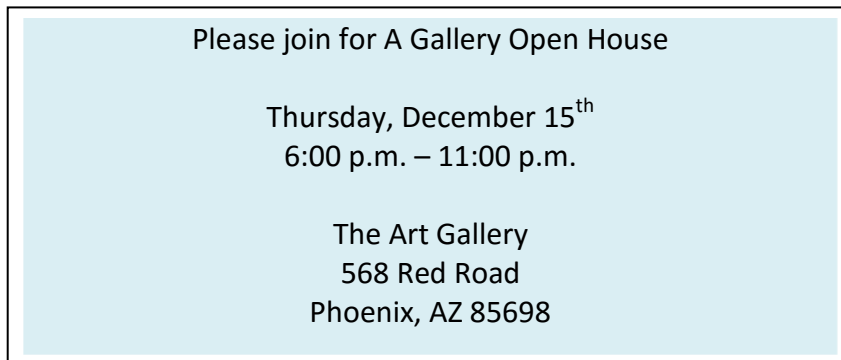 Please join for A Gallery Open House
Thursday, December 15th
6:00 p.m. – 11:00 p.m.
The Art Gallery
568 Red Road
Phoenix, AZ 85698